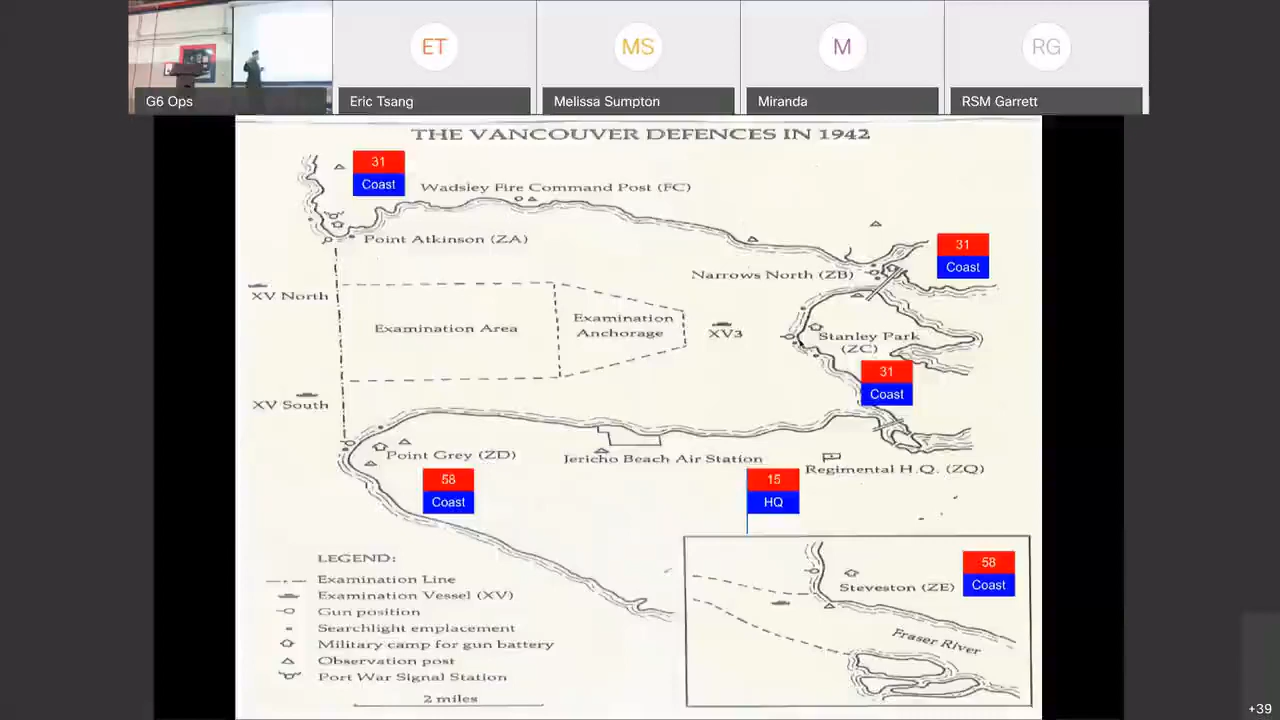 ET
MS
M
RG
G6 Ops
Eric Tsang
Melissa Sumpton
Miranda
RSM Garrett
THE VANCOUVER DEFENCES IN 1942
31
Coast
Wadsley Fire Command Post (FC)
Point Atkinson (ZA)
31
Coast
Narrows North (ZB)
XV North
Examination Area
Examination
Anchorage
XV3
Stanley Park
(ZC)
31
Coast
XV South
Point Grey (ZD)
Jericho Beach Air Station
Regimental H.Q. (ZQ)
58
Coast
15
HQ
LEGEND:
Examination Line
Examination Vessel (XV)
Gun position
Searchlight emplacement
Military camp for gun battery
Observation post
Port War Signal Station
2 miles
58
Coast
Steveston (ZE)
Fraser River
+39